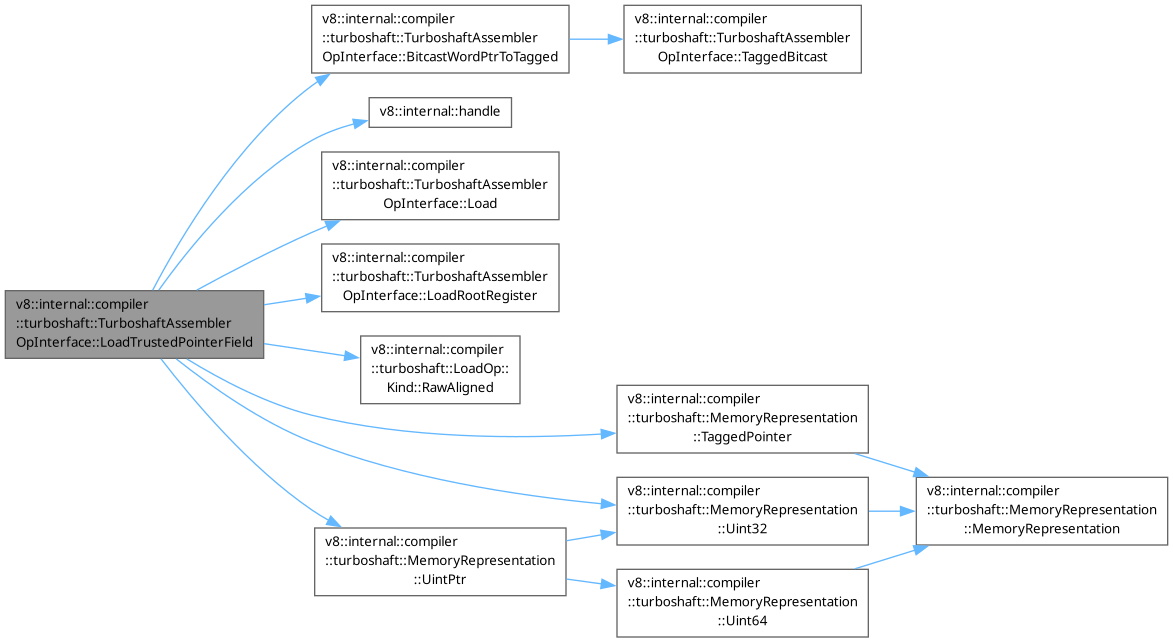 v8::internal::compiler
::turboshaft::TurboshaftAssembler
OpInterface::LoadTrustedPointerField
v8::internal::compiler
::turboshaft::TurboshaftAssembler
OpInterface::BitcastWordPtrToTagged
v8::internal::compiler
::turboshaft::TurboshaftAssembler
OpInterface::TaggedBitcast
v8::internal::handle
v8::internal::compiler
::turboshaft::TurboshaftAssembler
OpInterface::Load
v8::internal::compiler
::turboshaft::TurboshaftAssembler
OpInterface::LoadRootRegister
v8::internal::compiler
::turboshaft::LoadOp::
Kind::RawAligned
v8::internal::compiler
::turboshaft::MemoryRepresentation
::TaggedPointer
v8::internal::compiler
::turboshaft::MemoryRepresentation
::Uint32
v8::internal::compiler
::turboshaft::MemoryRepresentation
::MemoryRepresentation
v8::internal::compiler
::turboshaft::MemoryRepresentation
::UintPtr
v8::internal::compiler
::turboshaft::MemoryRepresentation
::Uint64